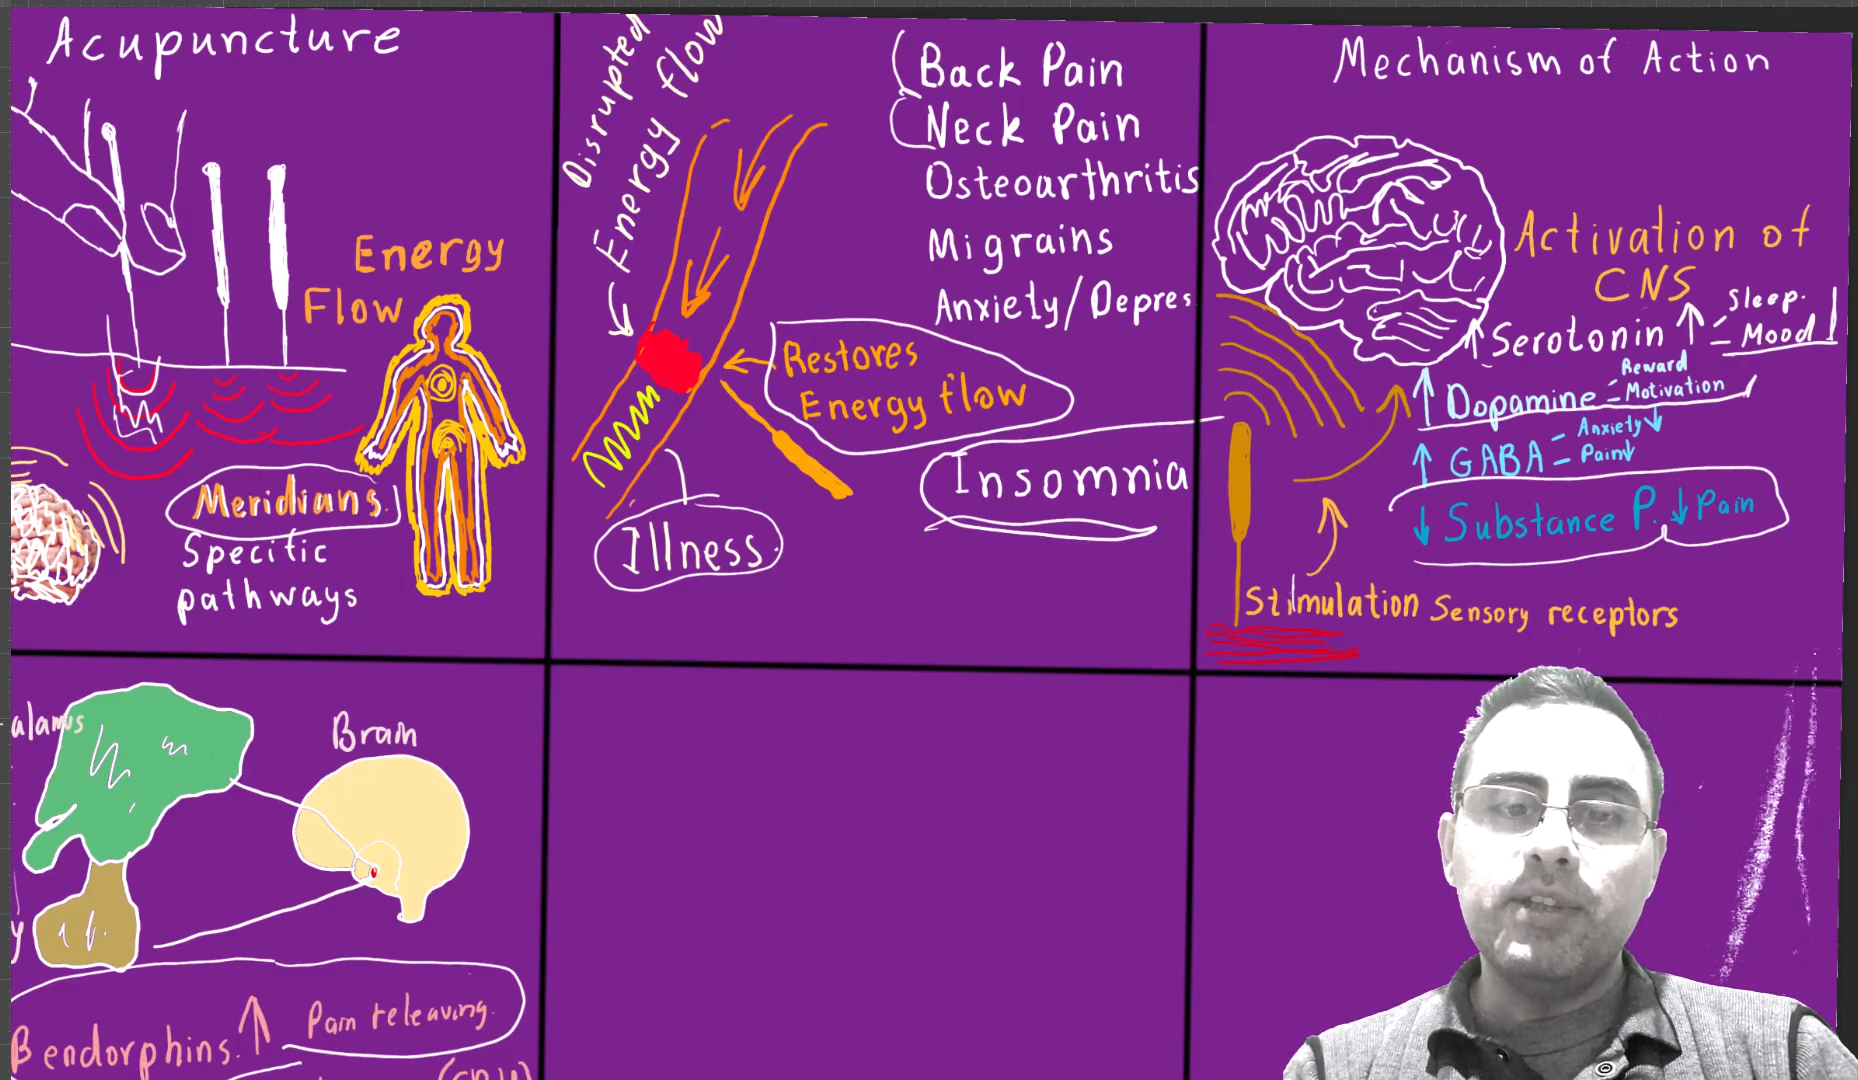 Acupuncture
Energy
Flow
Meridians
Specific
pathways
Disrupted
Energy flow
Back Pain
Neck Pain
Osteoarthritis
Migrains
Anxiety/Depres
Restores
Energy flow
Insomnia
Illness
Mechanism of Action
Activation of
CNS
↑ Serotonin ↑ - Sleep.
- Mood
↑ Dopamine - Reward
Motivation
↑ GABA - Anxiety ↓
- Pain ↓
↓ Substance P. ↓ Pain
Stimulation Sensory receptors
alamus
Brain
y
B endorphins. ↑ Pain releaving.